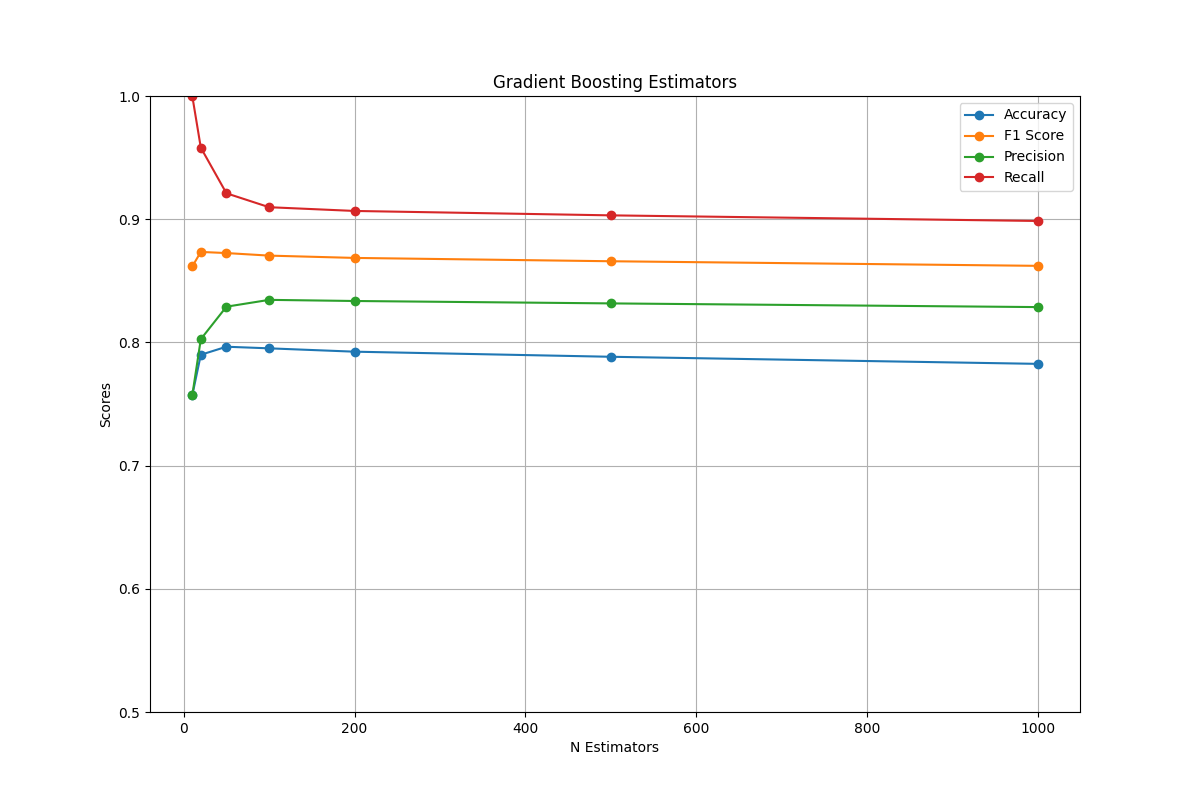 Gradient Boosting Estimators
Accuracy
F1 Score
Precision
Recall
Scores
1.0
0.9
0.8
0.7
0.6
0.5
0
200
400
600
800
1000
N Estimators